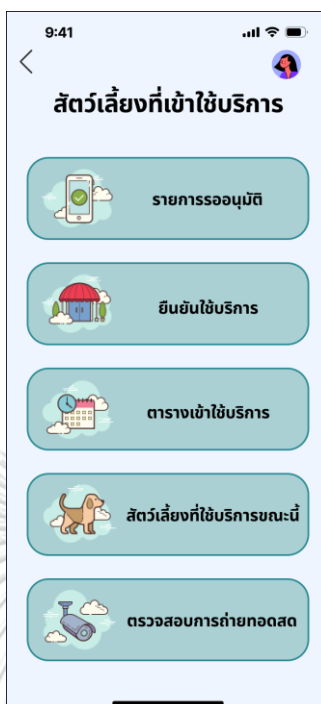 9:41
สัตว์เลี้ยงที่เข้าใช้บริการ
รายการรออนุมัติ
ยืนยันใช้บริการ
ตารางเข้าใช้บริการ
สัตว์เลี้ยงที่ใช้บริการขณะนี้
ตรวจสอบการถ่ายทอดสด